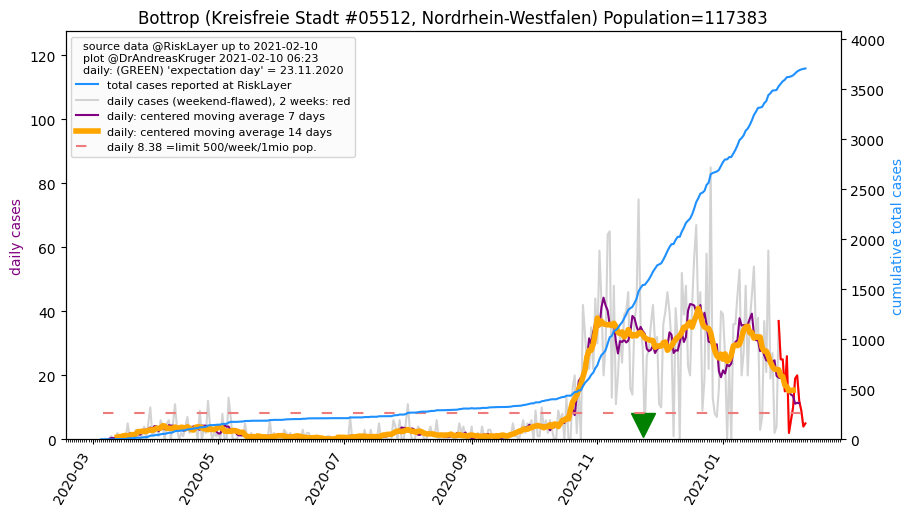 Bottrop (Kreisfreie Stadt #05512, Nordrhein-Westfalen) Population=117383
source data @RiskLayer up to 2021-02-10
plot @DrAndreasKruger 2021-02-10 06:23
daily: (GREEN) 'expectation day' = 23.11.2020
total cases reported at RiskLayer
daily cases (weekend-flawed), 2 weeks: red
daily: centered moving average 7 days
daily: centered moving average 14 days
daily 8.38 =limit 500/week/1mio pop.
daily cases
120
100
80
60
40
20
0
cumulative total cases
4000
3500
3000
2500
2000
1500
1000
500
0
2020-03
2020-05
2020-07
2020-09
2020-11
2021-01